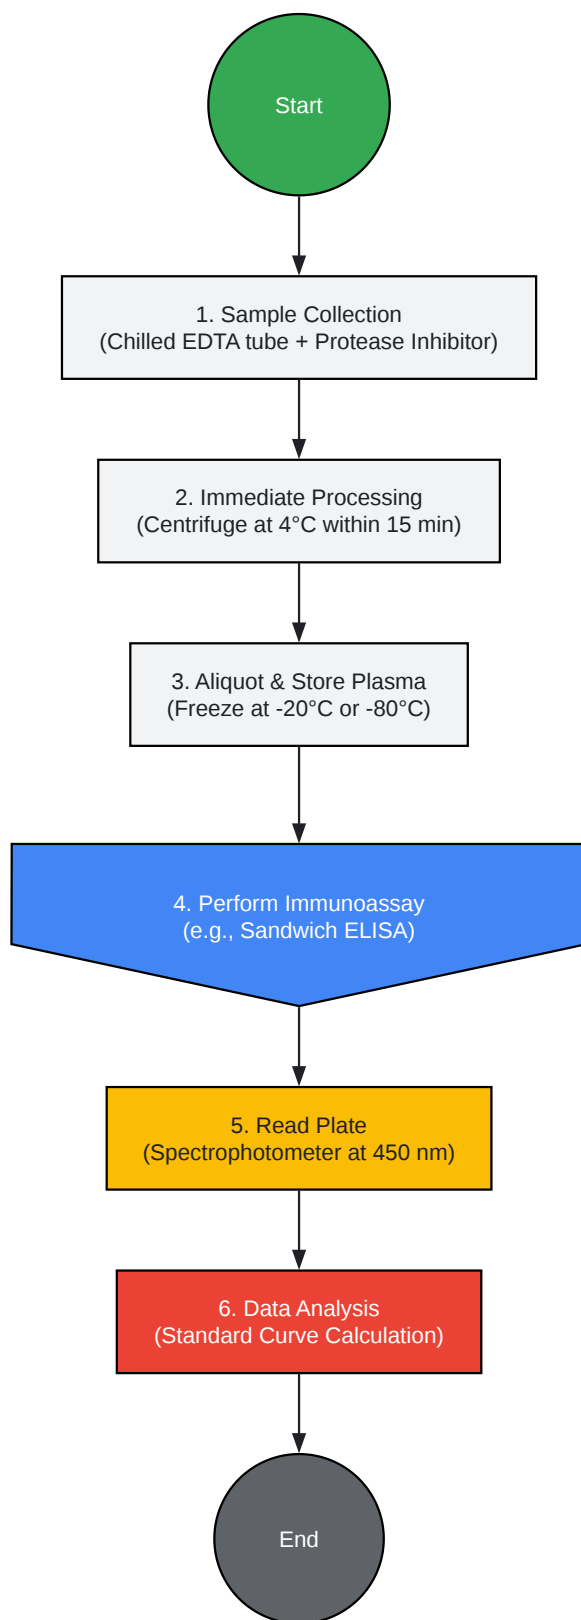 Start
1. Sample Collection
(Chilled EDTA tube + Protease Inhibitor)
2. Immediate Processing
(Centrifuge at 4°C within 15 min)
3. Aliquot & Store Plasma
(Freeze at -20°C or -80°C)
4. Perform Immunoassay
(e.g., Sandwich ELISA)
5. Read Plate
(Spectrophotometer at 450 nm)
6. Data Analysis
(Standard Curve Calculation)
End